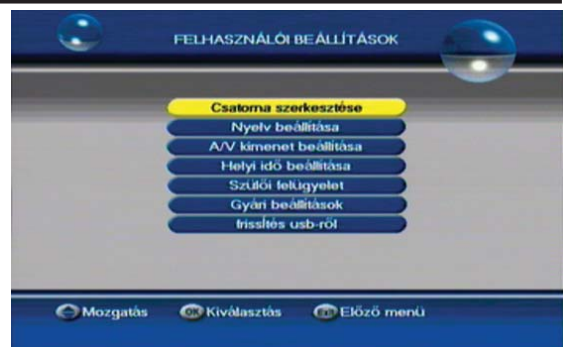 FELHASZNÁLÓI BEÁLLÍTÁSOK
Csatorna szerkesztése
Nyelv beállítása
A/V kimenet beállítása
Helyi idő beállítása
Szülői felügyelet
Gyári beállítások
frissítés usb-ről
Mozgatás OK Kiválasztás Exit Előző menü